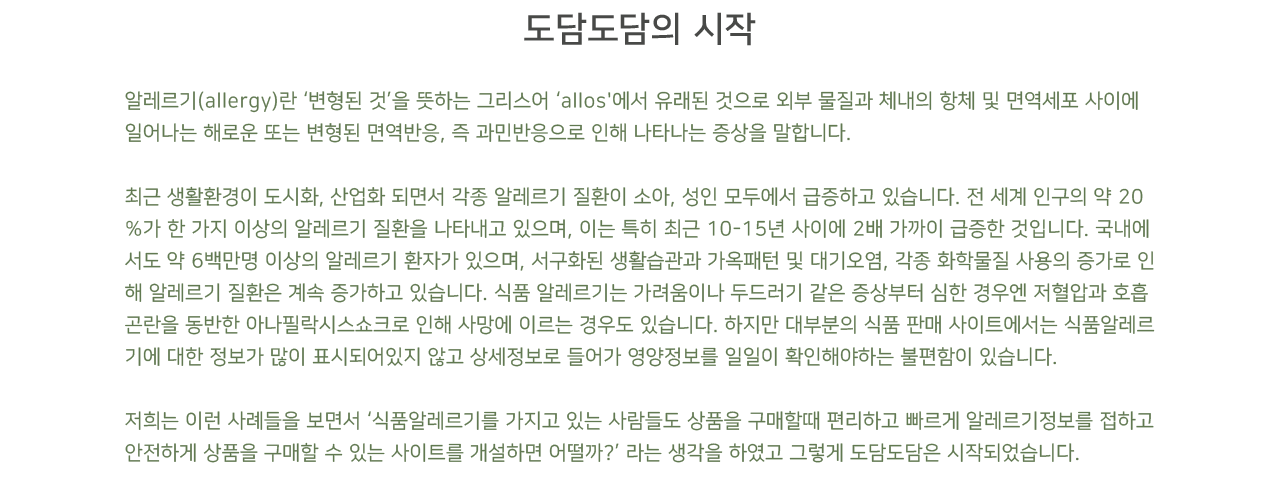 도담도담의 시작
알레르기(allergy)란 ‘변형된 것’을 뜻하는 그리스어 ‘allos'에서 유래된 것으로 외부 물질과 체내의 항체 및 면역세포 사이에
일어나는 해로운 또는 변형된 면역반응, 즉 과민반응으로 인해 나타나는 증상을 말합니다.
최근 생활환경이 도시화, 산업화 되면서 각종 알레르기 질환이 소아, 성인 모두에서 급증하고 있습니다. 전 세계 인구의 약 20
%가 한 가지 이상의 알레르기 질환을 나타내고 있으며, 이는 특히 최근 10-15년 사이에 2배 가까이 급증한 것입니다. 국내에
서도 약 6백만명 이상의 알레르기 환자가 있으며, 서구화된 생활습관과 가옥패턴 및 대기오염, 각종 화학물질 사용의 증가로 인
해 알레르기 질환은 계속 증가하고 있습니다. 식품 알레르기는 가려움이나 두드러기 같은 증상부터 심한 경우엔 저혈압과 호흡
곤란을 동반한 아나필락시스쇼크로 인해 사망에 이르는 경우도 있습니다. 하지만 대부분의 식품 판매 사이트에서는 식품알레르
기에 대한 정보가 많이 표시되어있지 않고 상세정보로 들어가 영양정보를 일일이 확인해야하는 불편함이 있습니다.
저희는 이런 사례들을 보면서 ‘식품알레르기를 가지고 있는 사람들도 상품을 구매할때 편리하고 빠르게 알레르기정보를 접하고
안전하게 상품을 구매할 수 있는 사이트를 개설하면 어떨까?’ 라는 생각을 하였고 그렇게 도담도담은 시작되었습니다.